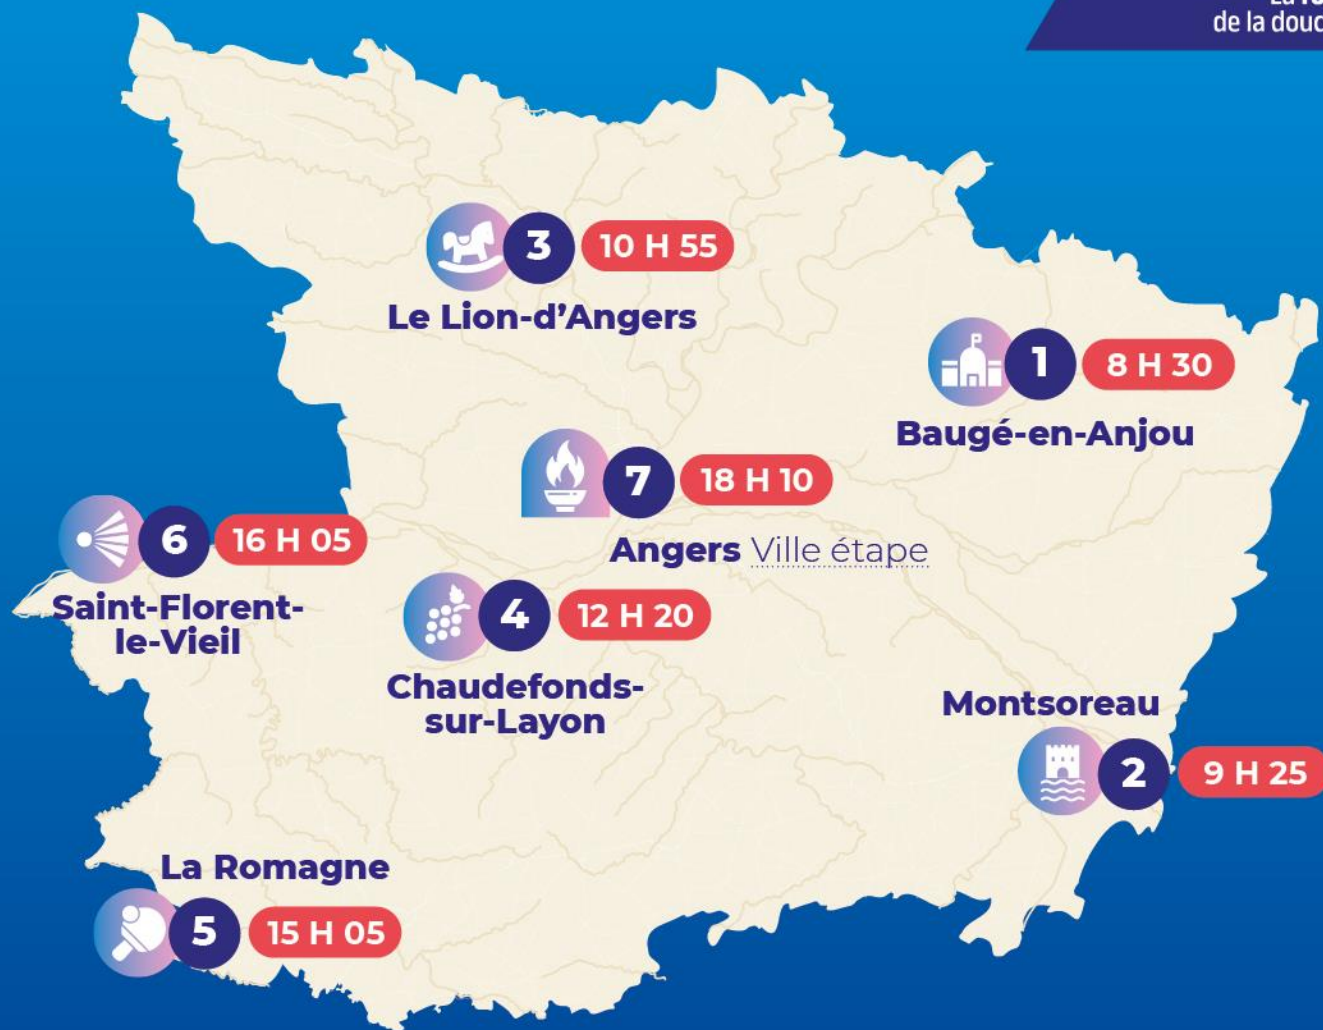 de la douc
3
10 H 55
Le Lion-d’Angers
1
8 H 30
Baugé-en-Anjou
7
18 H 10
Angers Ville étape
6
16 H 05
Saint-Florent-
le-Vieil
4
12 H 20
Chaudefonds-
sur-Layon
Montsoreau
2
9 H 25
La Romagne
5
15 H 05